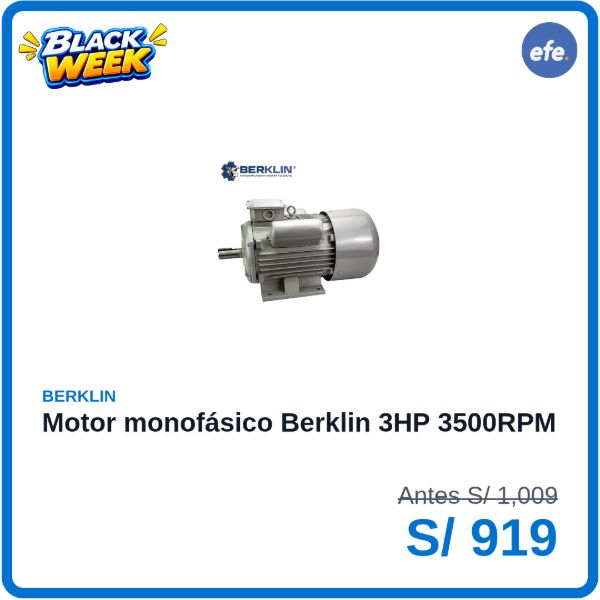 BLACK
WEEK
efe.
BERKLIN®
BERKLIN
Motor monofásico Berklin 3HP 3500RPM
Antes S/ 1,009
S/ 919